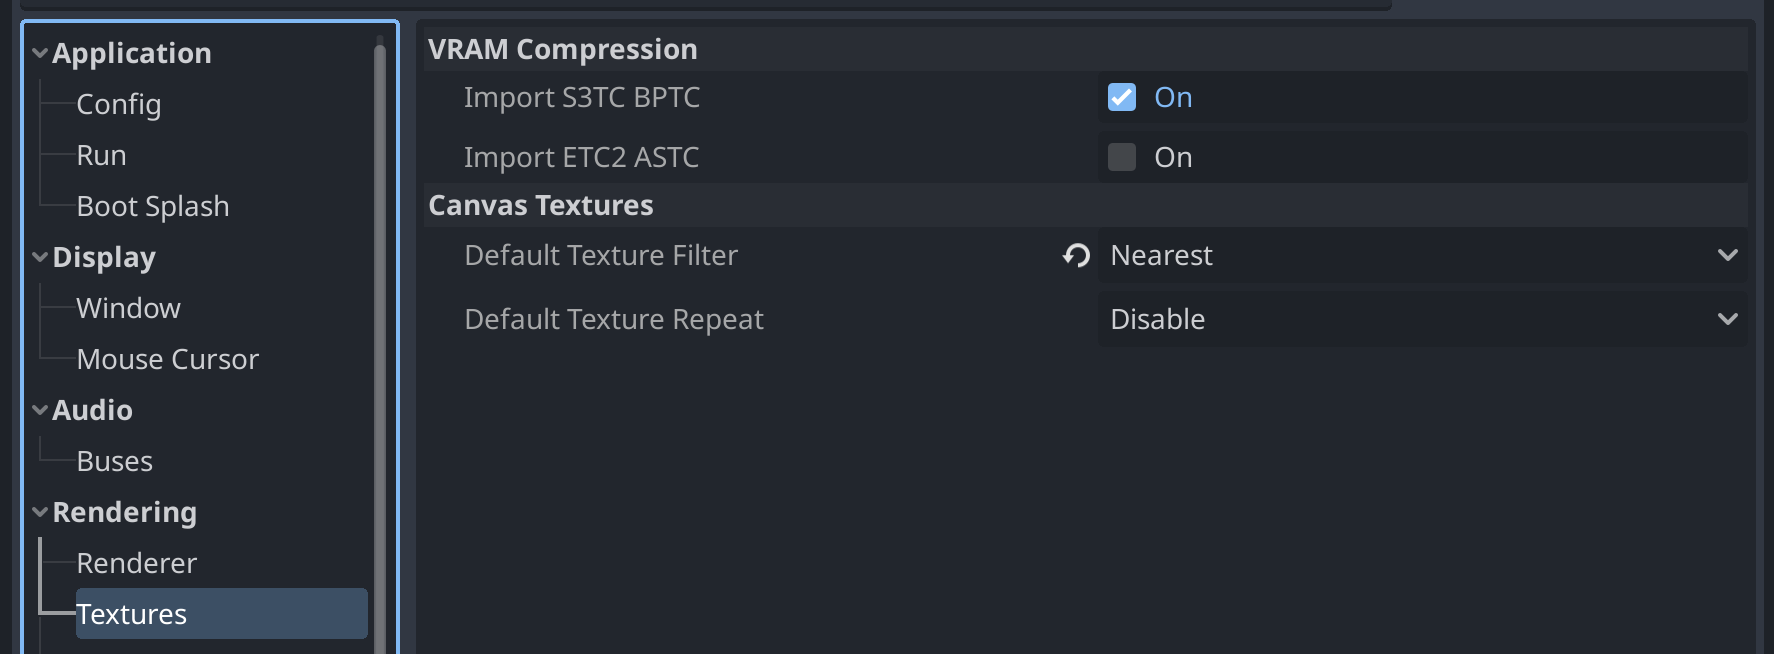 Application
Config
Run
Boot Splash
Display
Window
Mouse Cursor
Audio
Buses
Rendering
Renderer
Textures
VRAM Compression
Import S3TC BPTC On
Import ETC2 ASTC On
Canvas Textures
Default Texture Filter Nearest
Default Texture Repeat Disable